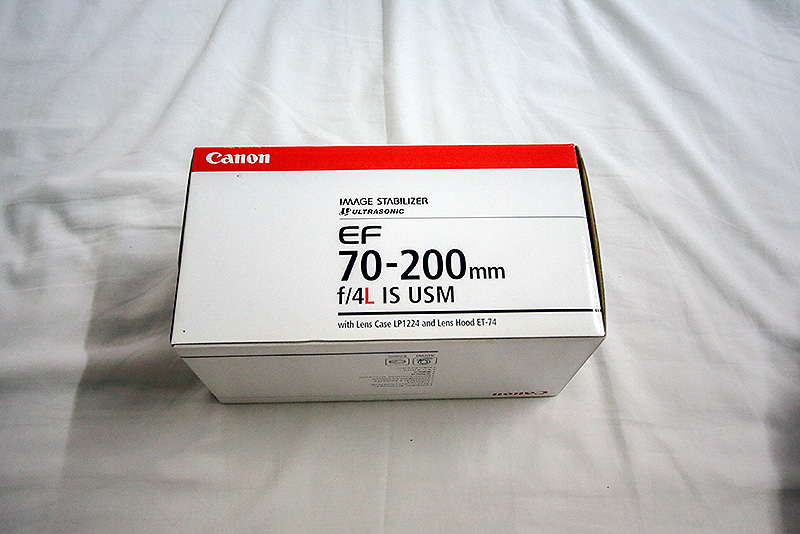 Canon
IMAGE STABILIZER
ULTRASONIC
EF
70-200mm
f/4L IS USM
with Lens Case LP1224 and Lens Hood ET-74
Canon